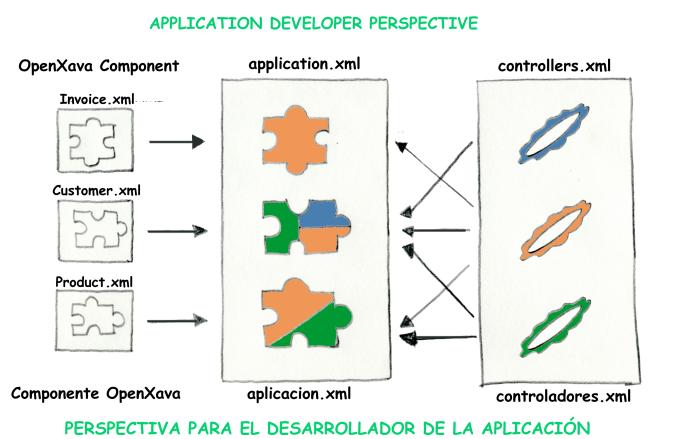 APPLICATION DEVELOPER PERSPECTIVE
OpenXava Component
application.xml
controllers.xml
Invoice.xml
Customer.xml
Product.xml
Componente OpenXava
aplicacion.xml
controladores.xml
PERSPECTIVA PARA EL DESARROLLADOR DE LA APLICACIÓN